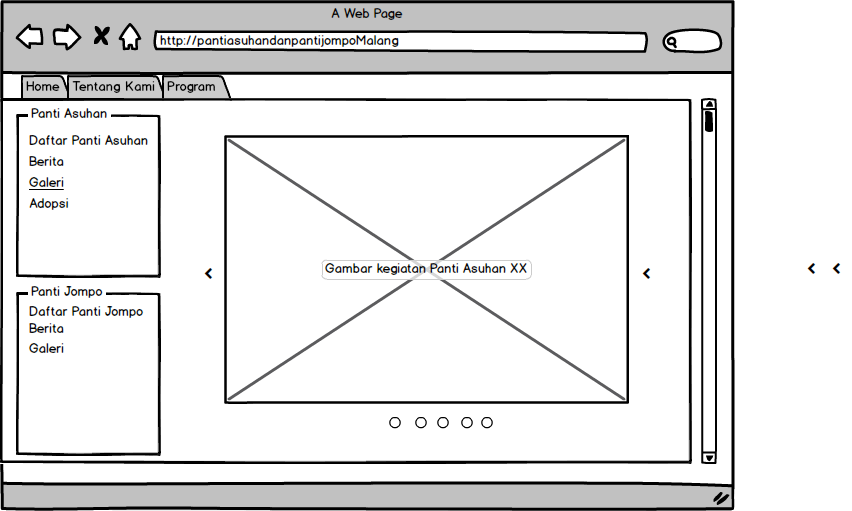 A Web Page
http://pantiasuhandanpantijompoMalang
Home
Tentang Kami
Program
Panti Asuhan
Daftar Panti Asuhan
Berita
Galeri
Adopsi
Gambar kegiatan Panti Asuhan XX
Panti Jompo
Daftar Panti Jompo
Berita
Galeri